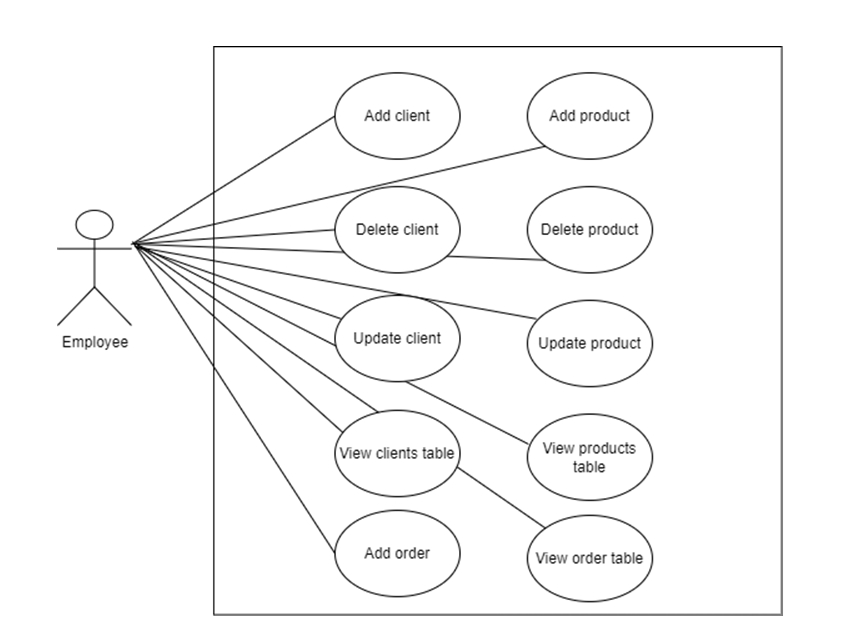 Add client
Add product
Delete client
Delete product
Employee
Update client
Update product
View clients table
View products
table
Add order
View order table